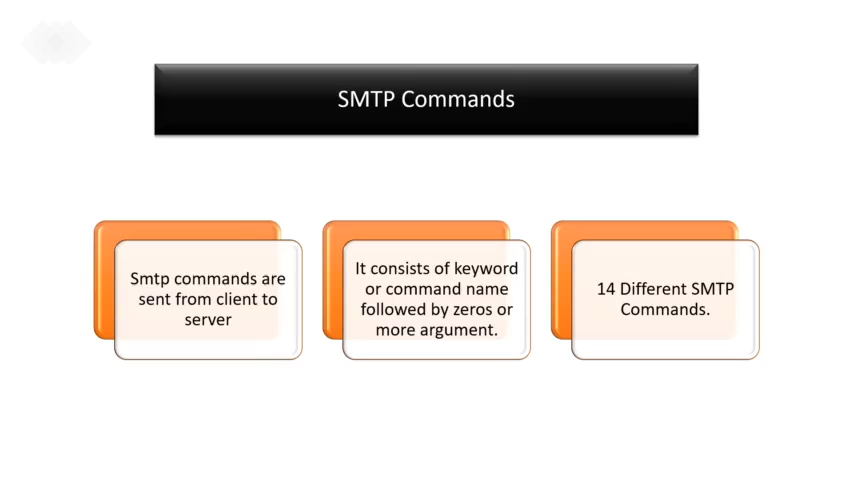 SMTP Commands
Smtp commands are
sent from client to
server
It consists of keyword
or command name
followed by zeros or
more argument.
14 Different SMTP
Commands.